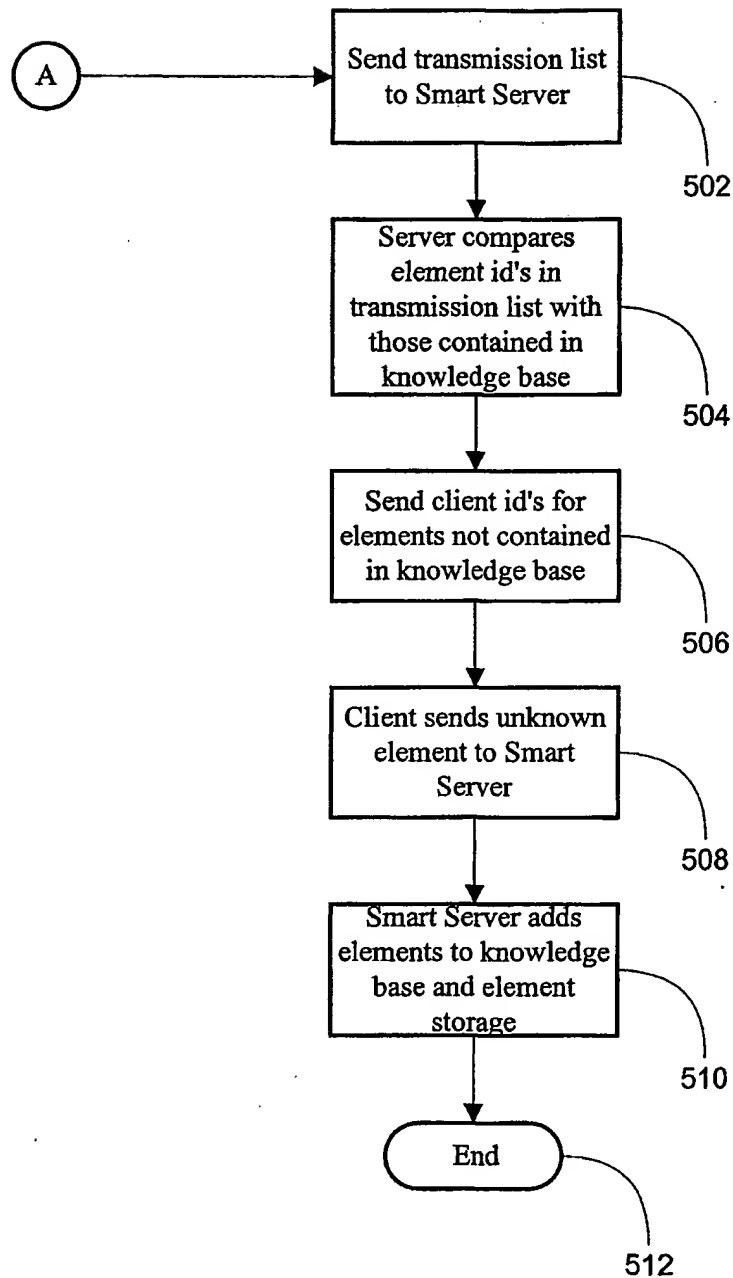 A
Send transmission list
to Smart Server
502
Server compares
element id's in
transmission list with
those contained in
knowledge base
504
Send client id's for
elements not contained
in knowledge base
506
Client sends unknown
element to Smart
Server
508
Smart Server adds
elements to knowledge
base and element
storage
510
End
512